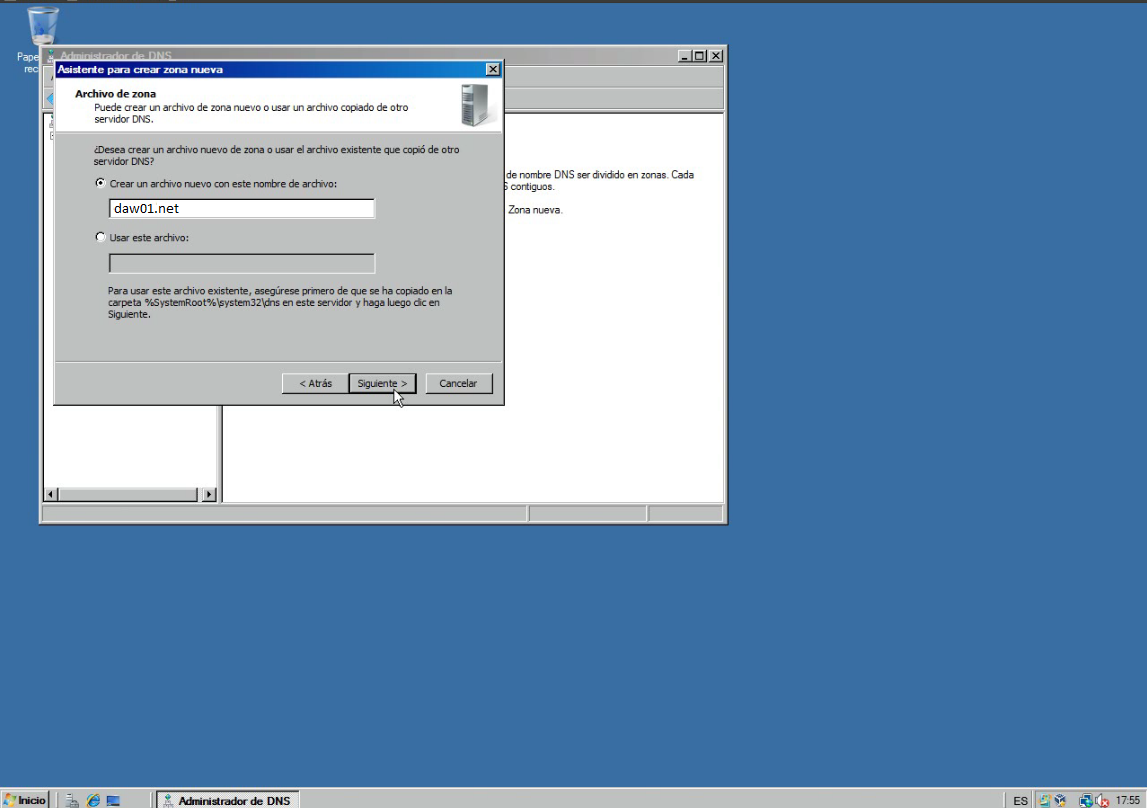 Pape
rec
Administrador de DNS
Asistente para crear zona nueva
Archivo de zona
Puede crear un archivo de zona nuevo o usar un archivo copiado de otro
servidor DNS.
¿Desea crear un archivo nuevo de zona o usar el archivo existente que copió de otro
servidor DNS?
Crear un archivo nuevo con este nombre de archivo:
daw01.net
Usar este archivo:
Para usar este archivo existente, asegúrese primero de que se ha copiado en la
carpeta %SystemRoot%\system32\dns en este servidor y haga luego clic en
Siguiente.
< Atrás
Siguiente >
Cancelar
de nombre DNS ser dividido en zonas. Cada
contiguos.
Zona nueva.
Inicio
Administrador de DNS
ES
17:55